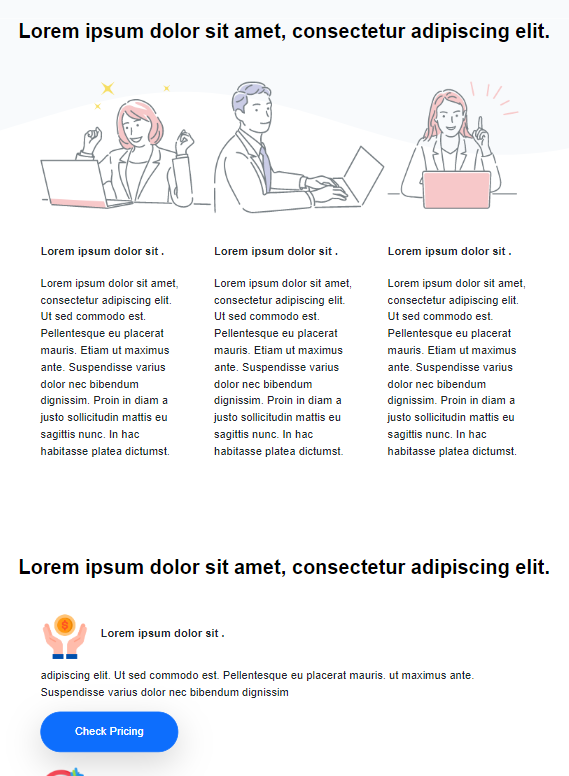 Lorem ipsum dolor sit amet, consectetur adipiscing elit.
Lorem ipsum dolor sit .
Lorem ipsum dolor sit amet,
consectetur adipiscing elit.
Ut sed commodo est.
Pellentesque eu placerat
mauris. Etiam ut maximus
ante. Suspendisse varius
dolor nec bibendum
dignissim. Proin in diam a
justo sollicitudin mattis eu
sagittis nunc. In hac
habitasse platea dictumst.
Lorem ipsum dolor sit .
Lorem ipsum dolor sit amet,
consectetur adipiscing elit.
Ut sed commodo est.
Pellentesque eu placerat
mauris. Etiam ut maximus
ante. Suspendisse varius
dolor nec bibendum
dignissim. Proin in diam a
justo sollicitudin mattis eu
sagittis nunc. In hac
habitasse platea dictumst.
Lorem ipsum dolor sit .
Lorem ipsum dolor sit amet,
consectetur adipiscing elit.
Ut sed commodo est.
Pellentesque eu placerat
mauris. Etiam ut maximus
ante. Suspendisse varius
dolor nec bibendum
dignissim. Proin in diam a
justo sollicitudin mattis eu
sagittis nunc. In hac
habitasse platea dictumst.
Lorem ipsum dolor sit amet, consectetur adipiscing elit.
$
Lorem ipsum dolor sit .
adipiscing elit. Ut sed commodo est. Pellentesque eu placerat mauris. ut maximus ante.
Suspendisse varius dolor nec bibendum dignissim
Check Pricing